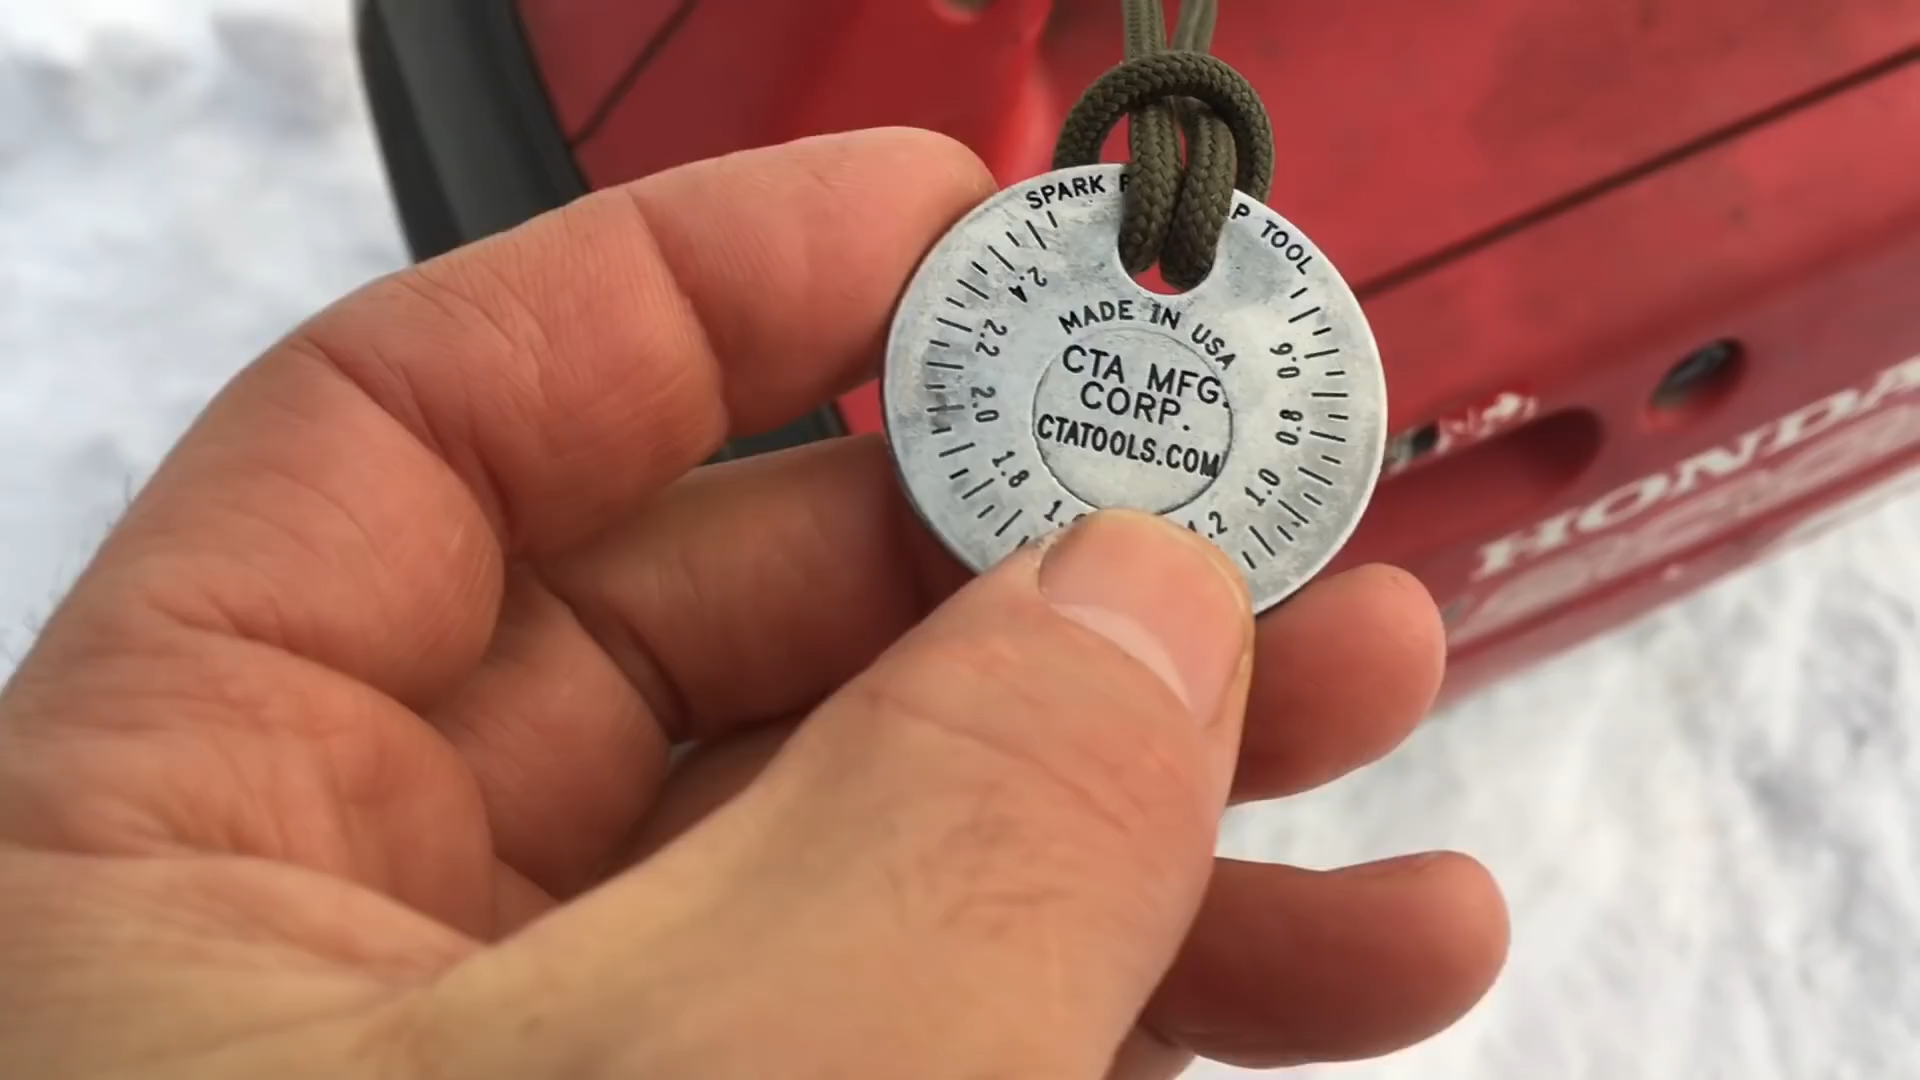 SPARK P TOOL
MADE IN USA
CTA MFG.
CORP.
CTATOOLS.COM
0.6
0.8
1.0
1.8
2.0
2.2
2.4
HONDA